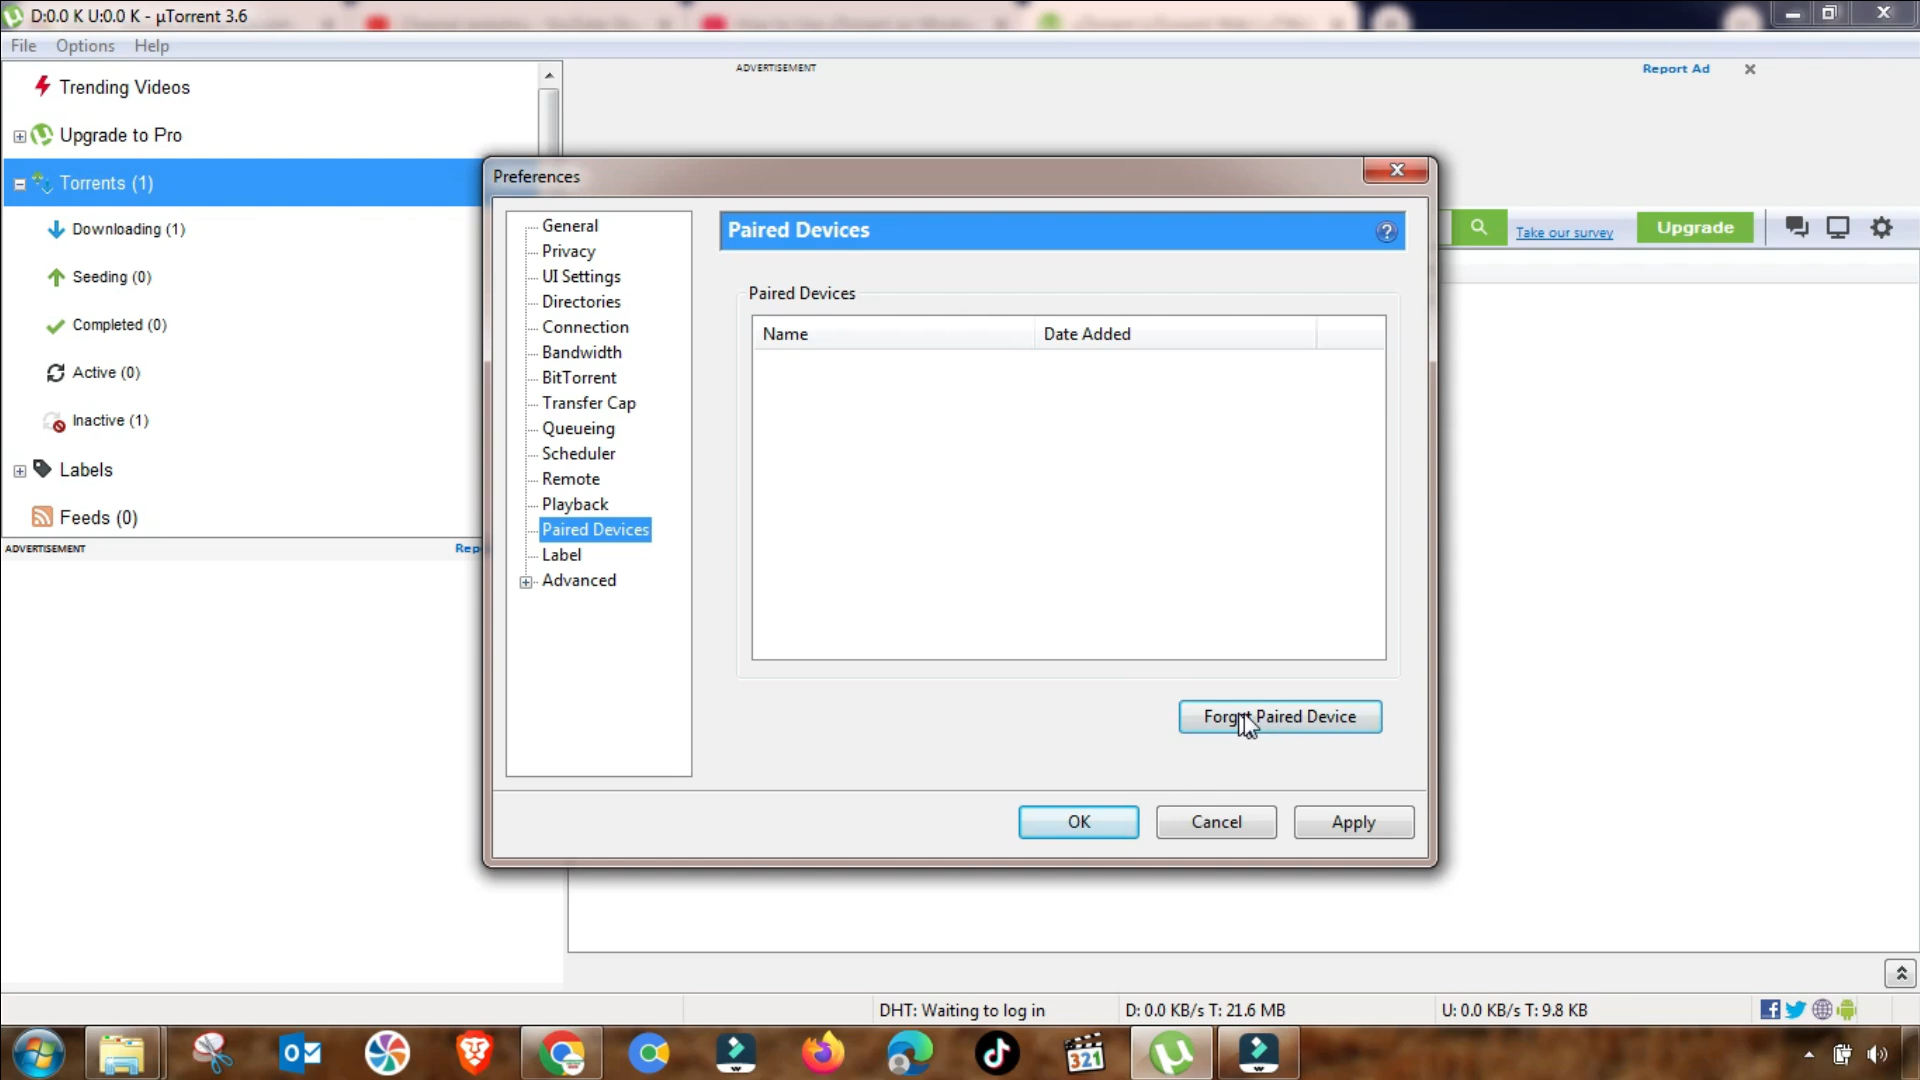 D:0.0 K U:0.0 K - µTorrent 3.6
File Options Help
Trending Videos
Upgrade to Pro
Torrents (1)
Downloading (1)
Seeding (0)
Completed (0)
Active (0)
Inactive (1)
Labels
Feeds (0)
ADVERTISEMENT Rep
ADVERTISEMENT Report Ad
Take our survey Upgrade
Preferences
General
Privacy
UI Settings
Directories
Connection
Bandwidth
BitTorrent
Transfer Cap
Queueing
Scheduler
Remote
Playback
Paired Devices
Label
Advanced
Paired Devices
Paired Devices
Name Date Added
Forget Paired Device
OK Cancel Apply
DHT: Waiting to log in D: 0.0 KB/s T: 21.6 MB U: 0.0 KB/s T: 9.8 KB
321